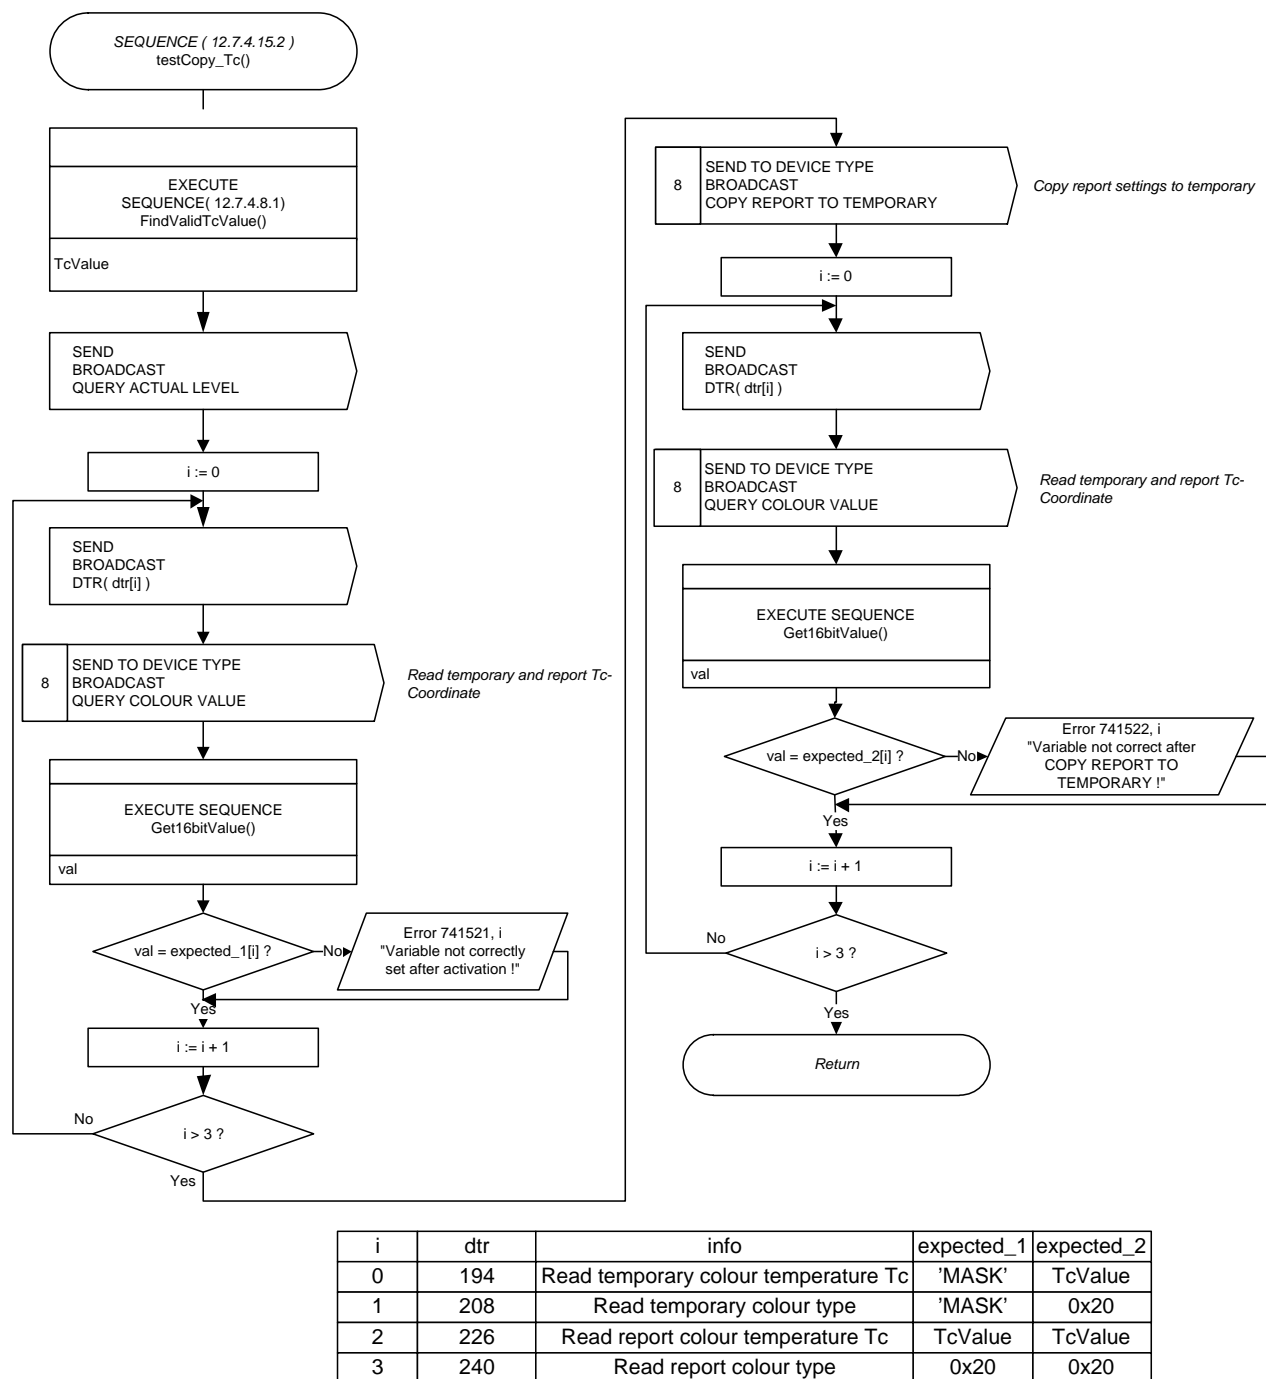 SEQUENCE ( 12.7.4.15.2 )
testCopy_Tc()
EXECUTE
SEQUENCE( 12.7.4.8.1)
FindValidTcValue()
TcValue
SEND
BROADCAST
QUERY ACTUAL LEVEL
i := 0
SEND
BROADCAST
DTR( dtr[i] )
8
SEND TO DEVICE TYPE
BROADCAST
QUERY COLOUR VALUE
Read temporary and report Tc-
Coordinate
EXECUTE SEQUENCE
Get16bitValue()
val
val = expected_1[i] ?
No
Error 741521, i
"Variable not correctly
set after activation !"
Yes
i := i + 1
No
i > 3 ?
Yes
8
SEND TO DEVICE TYPE
BROADCAST
COPY REPORT TO TEMPORARY
Copy report settings to temporary
i := 0
SEND
BROADCAST
DTR( dtr[i] )
8
SEND TO DEVICE TYPE
BROADCAST
QUERY COLOUR VALUE
Read temporary and report Tc-
Coordinate
EXECUTE SEQUENCE
Get16bitValue()
val
val = expected_2[i] ?
No
Error 741522, i
"Variable not correct after
COPY REPORT TO
TEMPORARY !"
Yes
i := i + 1
No
i > 3 ?
Yes
Return
i dtr info expected_1 expected_2
0 194 Read temporary colour temperature Tc 'MASK' TcValue
1 208 Read temporary colour type 'MASK' 0x20
2 226 Read report colour temperature Tc TcValue TcValue
3 240 Read report colour type 0x20 0x20